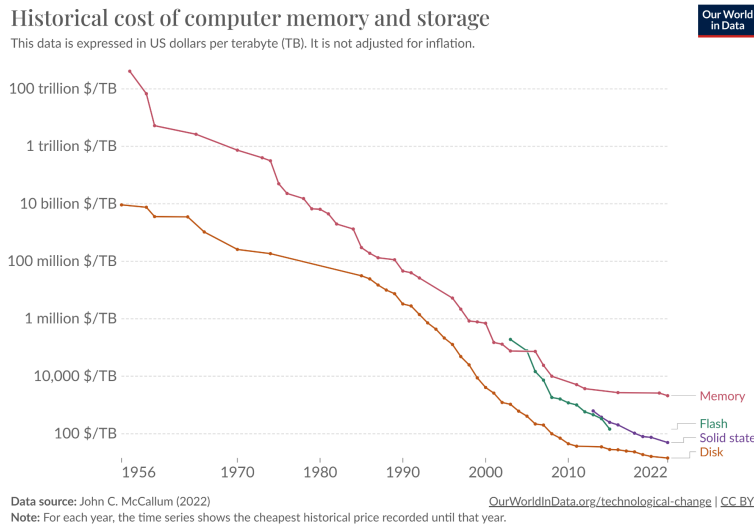 Historical cost of computer memory and storage
Our World
in Data
This data is expressed in US dollars per terabyte (TB). It is not adjusted for inflation.
100 trillion $/TB
1 trillion $/TB
10 billion $/TB
100 million $/TB
1 million $/TB
10,000 $/TB
100 $/TB
Memory
Flash
Solid state
Disk
1956
1970
1980
1990
2000
2010
2022
Data source: John C. McCallum (2022)
OurWorldInData.org/technological-change | CC BY
Note: For each year, the time series shows the cheapest historical price recorded until that year.